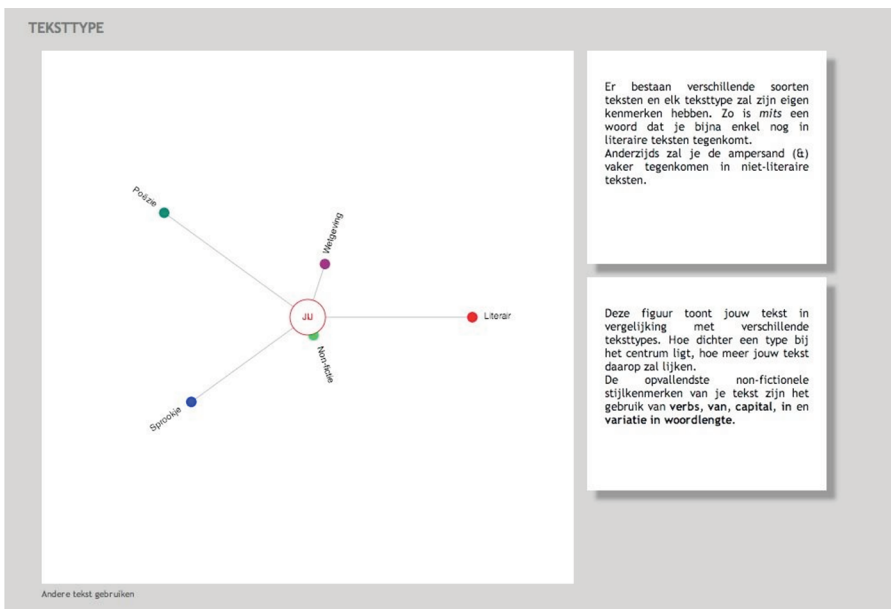 TEKSTTYPE
Poëzie
Wetgeving
JIJ
Literair
Non-fictie
Sprookje
Er bestaan verschillende soorten
teksten en elk teksttype zal zijn eigen
kenmerken hebben. Zo is mits een
woord dat je bijna enkel nog in
literaire teksten tegenkomt.
Anderzijds zal je de ampersand (&)
vaker tegenkomen in niet-literaire
teksten.
Deze figuur toont jouw tekst in
vergelijking met verschillende
teksttypes. Hoe dichter een type bij
het centrum ligt, hoe meer jouw tekst
daarop zal lijken.
De opvallendste non-fictionele
stijlkenmerken van je tekst zijn het
gebruik van verbs, van, capital, in en
variatie in woordlengte.
Andere tekst gebruiken